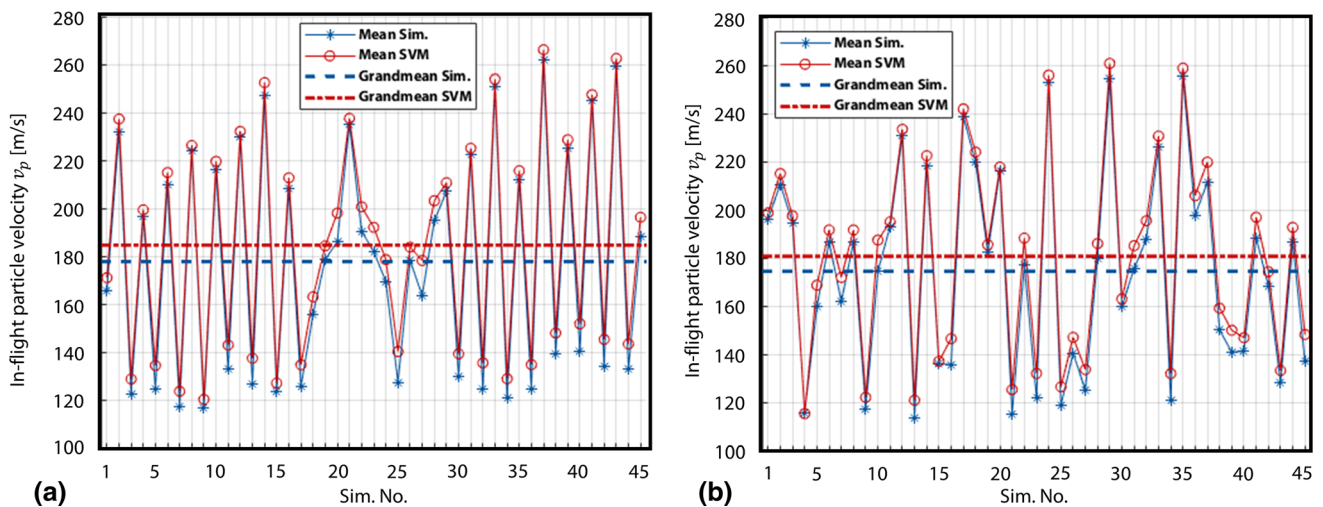 280
260
240
220
200
180
160
140
120
100
In-flight particle velocity vp [m/s]
Mean Sim.
Mean SVM
Grandmean Sim.
Grandmean SVM
1 5 10 15 20 25 30 35 40 45
Sim. No.
(a)
280
260
240
220
200
180
160
140
120
100
In-flight particle velocity vp [m/s]
Mean Sim.
Mean SVM
Grandmean Sim.
Grandmean SVM
1 5 10 15 20 25 30 35 40 45
Sim. No.
(b)